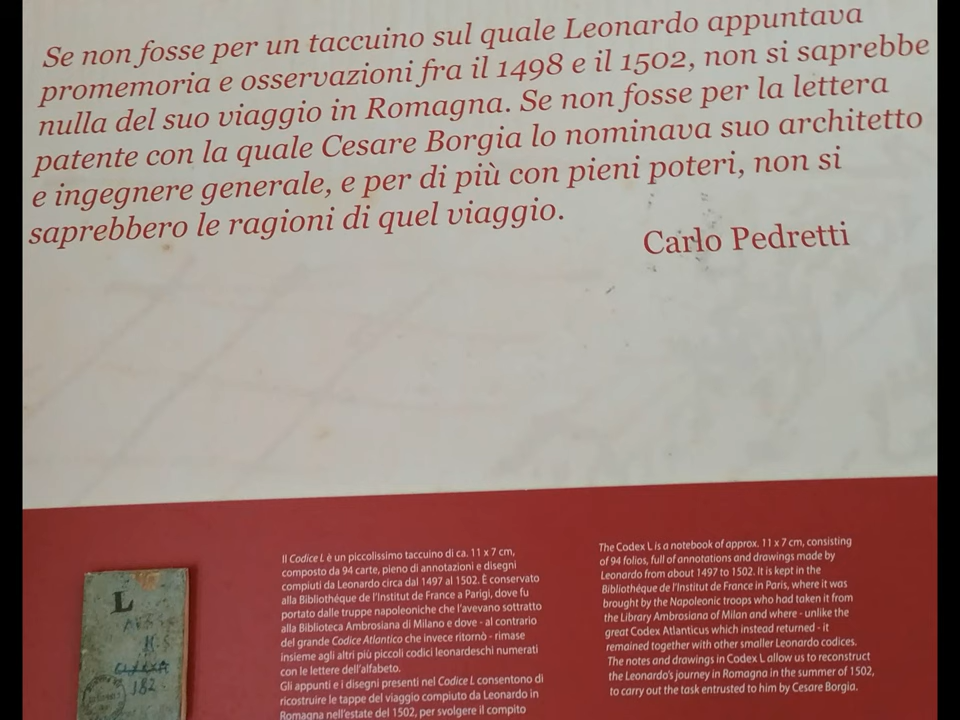 Se non fosse per un taccuino sul quale Leonardo appuntava
promemoria e osservazioni fra il 1498 e il 1502, non si saprebbe
nulla del suo viaggio in Romagna. Se non fosse per la lettera
patente con la quale Cesare Borgia lo nominava suo architetto
e ingegnere generale, e per di più con pieni poteri, non si
saprebbero le ragioni di quel viaggio.
Carlo Pedretti
Il Codice L è un piccolissimo taccuino di ca. 11 x 7 cm,
composto da 94 carte, pieno di annotazioni e disegni
compiuti da Leonardo circa dal 1497 al 1502. È conservato
alla Bibliothéque de l'Institut de France a Parigi, dove fu
portato dalle truppe napoleoniche che l'avevano sottratto
alla Biblioteca Ambrosiana di Milano e dove - al contrario
del grande Codice Atlantico che invece ritornò - rimase
insieme agli altri più piccoli codici leonardeschi numerati
con le lettere dell'alfabeto.
Gli appunti e i disegni presenti nel Codice L consentono di
ricostruire le tappe del viaggio compiuto da Leonardo in
Romagna nell'estate del 1502, per svolgere il compito
The Codex L is a notebook of approx. 11 x 7 cm, consisting
of 94 folios, full of annotations and drawings made by
Leonardo from about 1497 to 1502. It is kept in the
Bibliothéque de l'Institut de France in Paris, where it was
brought by the Napoleonic troops who had taken it from
the Library Ambrosiana of Milan and where - unlike the
great Codex Atlanticus which instead returned - it
remained together with other smaller Leonardo codices.
The notes and drawings in Codex L allow us to reconstruct
the Leonardo's journey in Romagna in the summer of 1502,
to carry out the task entrusted to him by Cesare Borgia.
L
182